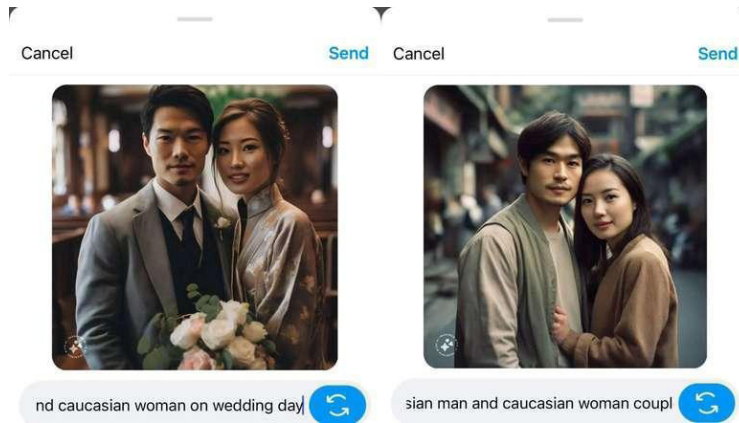 Cancel Send
nd caucasian woman on wedding day
Cancel Send
sian man and caucasian woman coupl